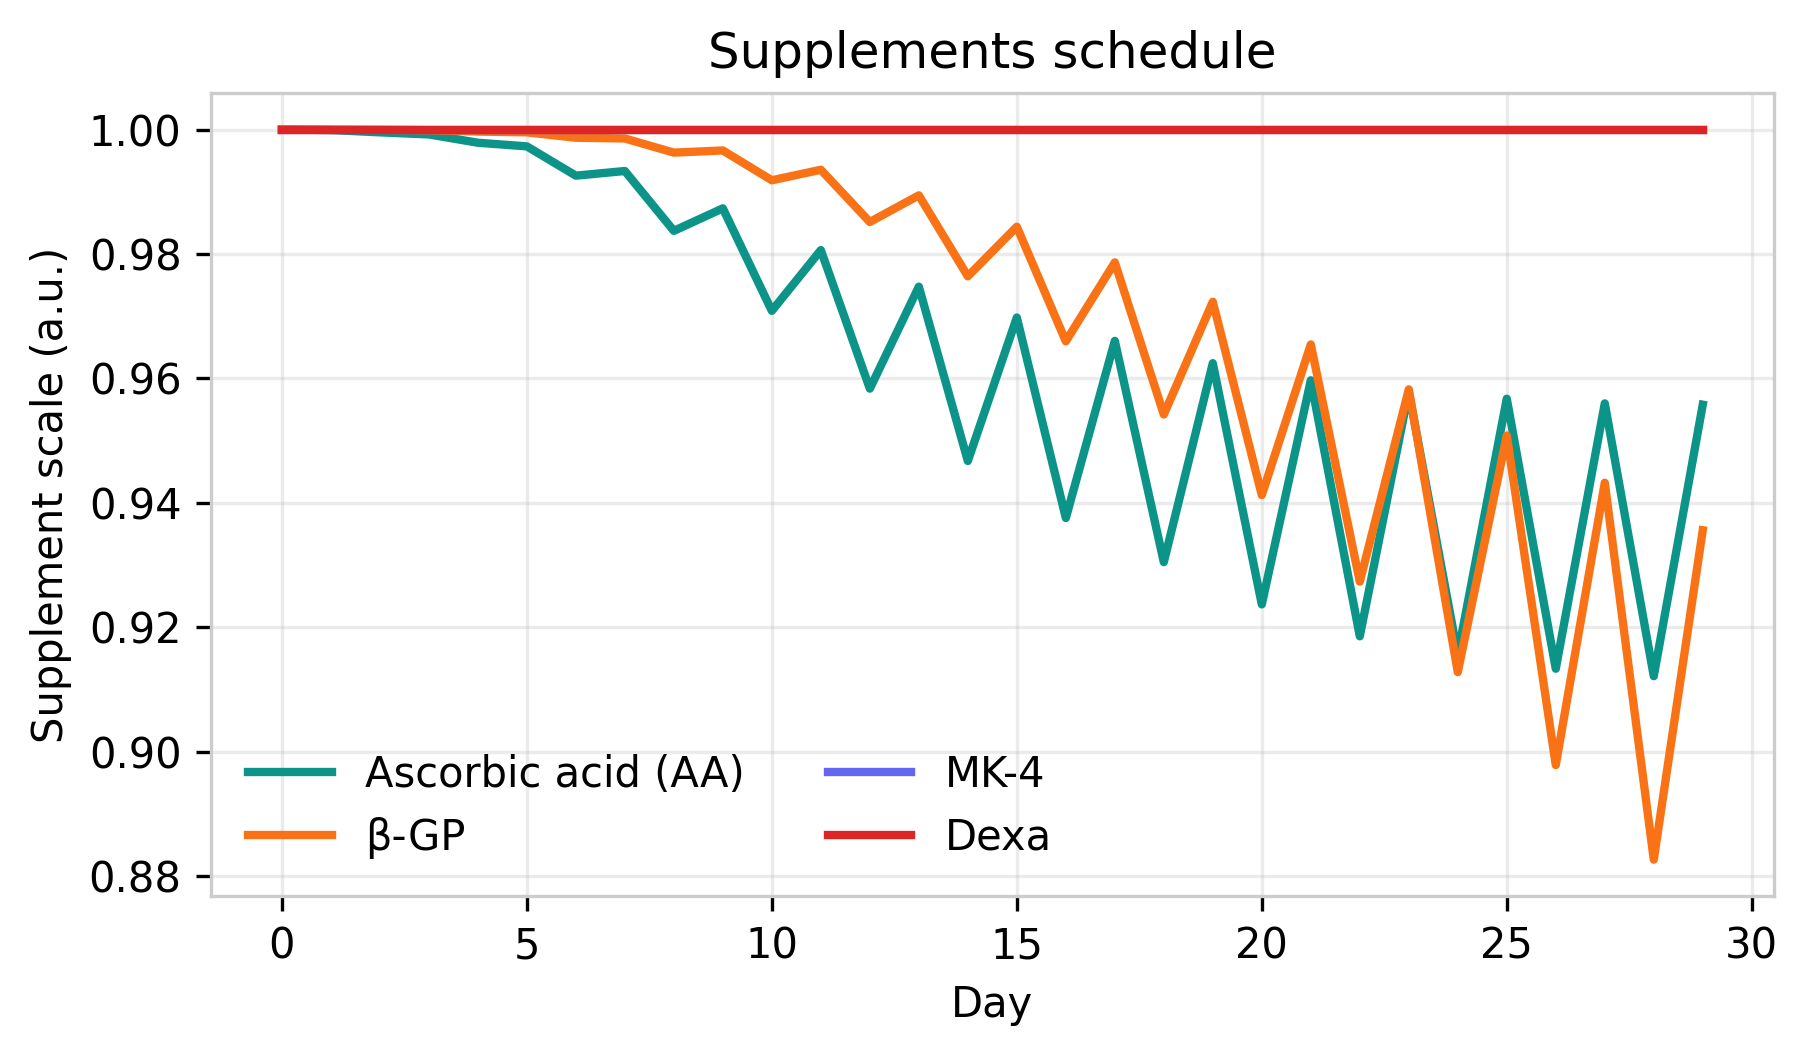 Supplements schedule
Supplement scale (a.u.)
1.00
0.98
0.96
0.94
0.92
0.90
0.88
Ascorbic acid (AA)
β-GP
MK-4
Dexa
0 5 10 15 20 25 30
Day